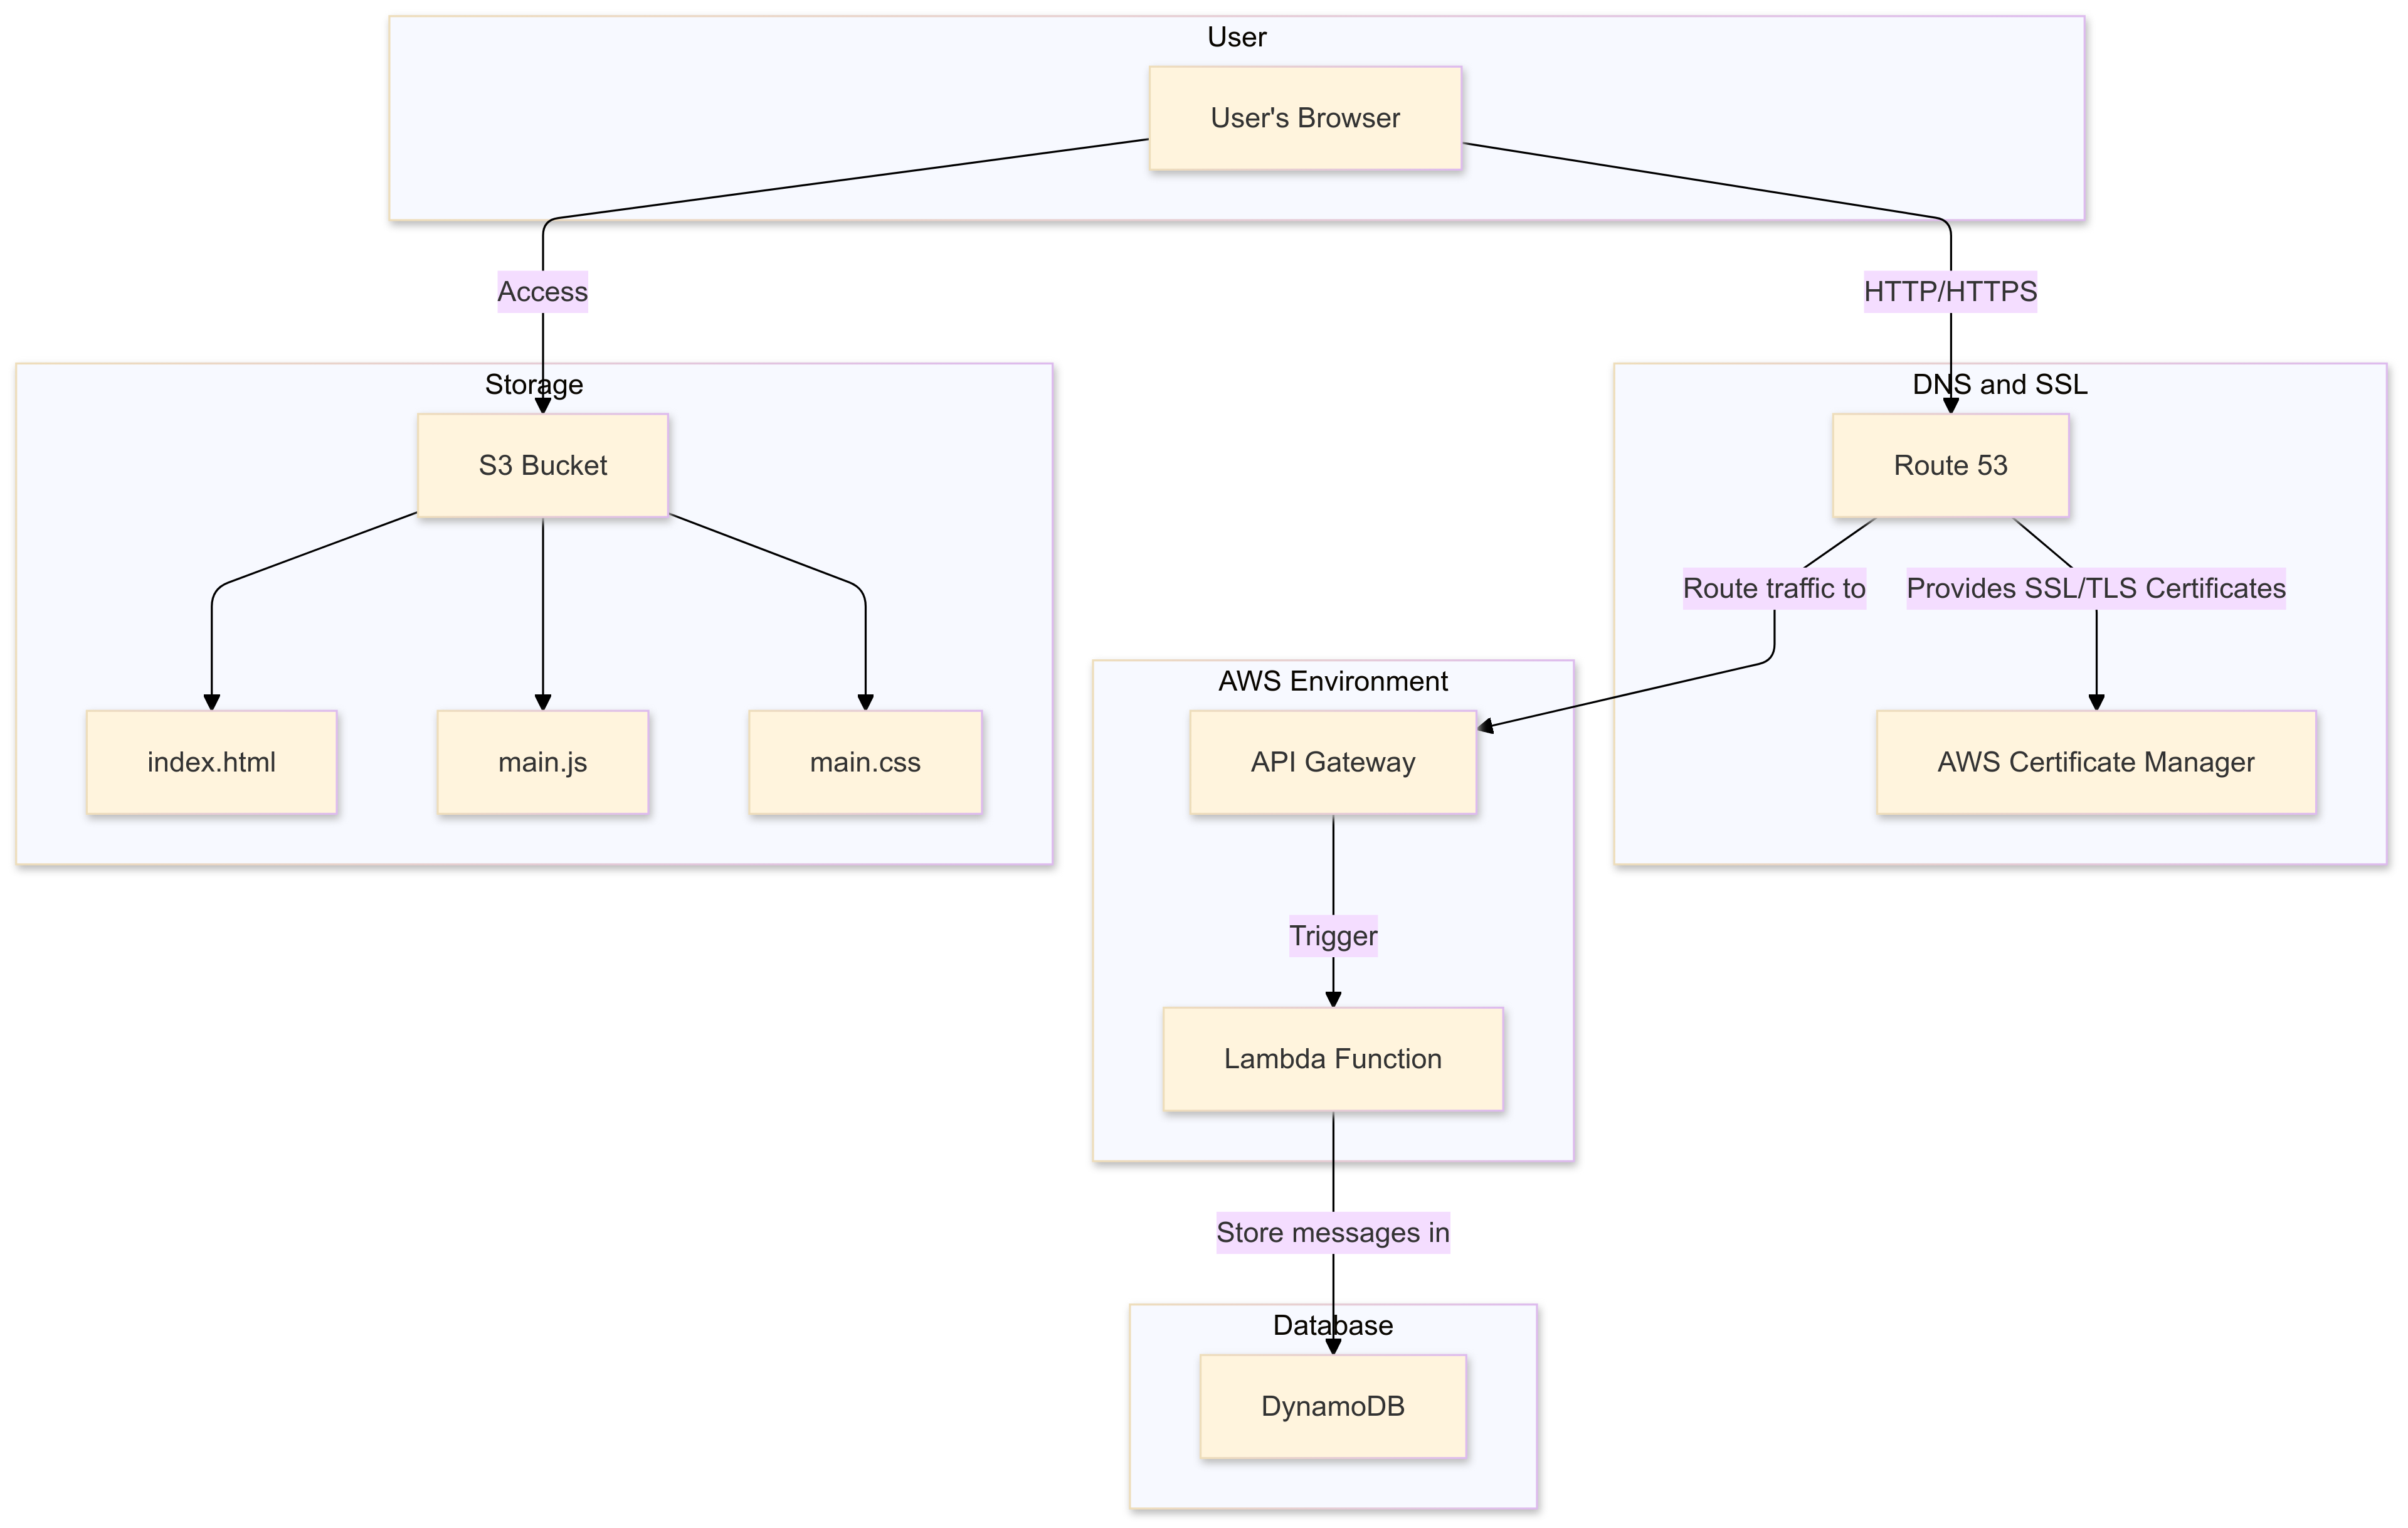 User
User's Browser
Access
HTTP/HTTPS
Storage
DNS and SSL
S3 Bucket
Route 53
Route traffic to
Provides SSL/TLS Certificates
AWS Environment
index.html
main.js
main.css
API Gateway
AWS Certificate Manager
Trigger
Lambda Function
Store messages in
Database
DynamoDB